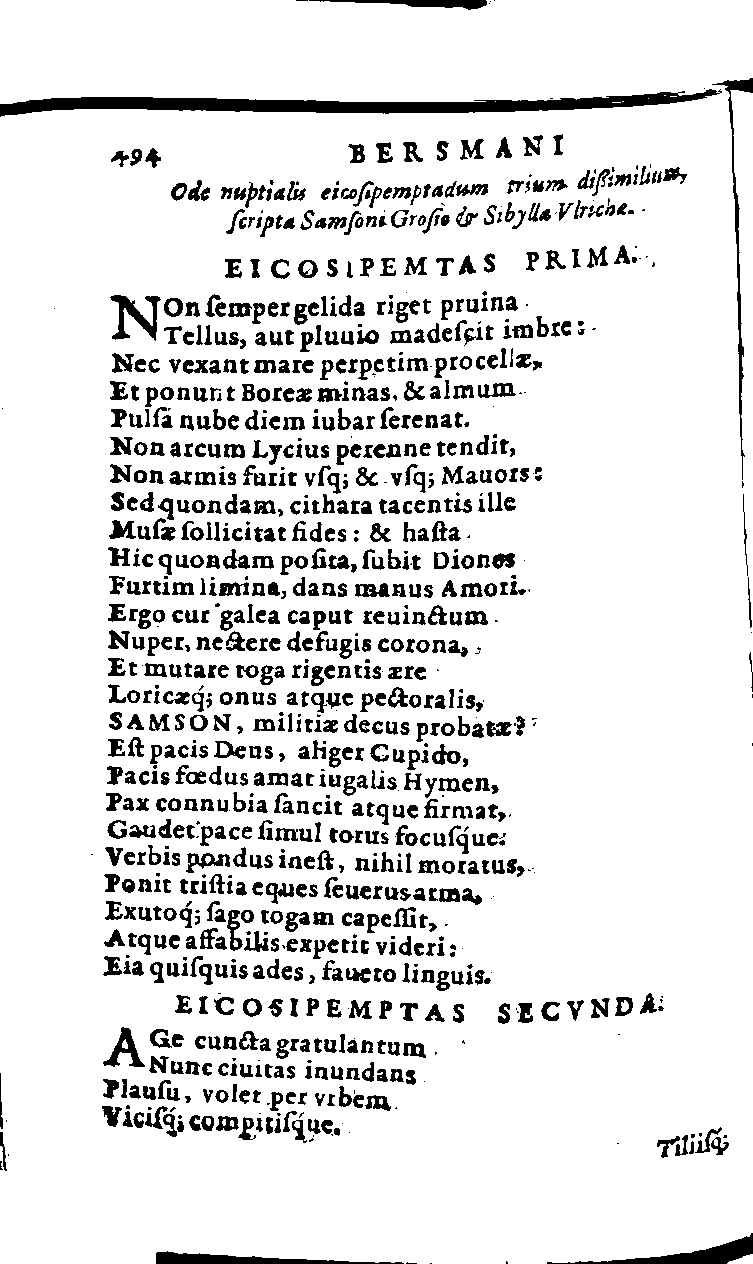 494 BERSMANI
Ode nuptialis eicosipemptadum trium dißimilium,
ſcripta Samſoni Groſio & Sibylla Vlriche.
EICOSIPEMTAS PRIMA.
NOn ſemper gelida riget pruina
Tellus, aut pluuio madeſcit imbre:
Nec vexant mare perpetim procellæ,
Et ponunt Boreæ minas, & almum
Pulſâ nube diem iubar ſerenat.
Non arcum Lycius perenne tendit,
Non armis furit vſq; & vſq; Mauors:
Sed quondam, cithara tacentis ille
Muſæ ſollicitat fides: & haſta
Hic quondam poſita, ſubit Diones
Furtim limina, dans manus Amori.
Ergo cur galea caput reuinctum
Nuper, nectere defugis corona,
Et mutare toga rigentis ære
Loricæq́; onus atque pectoralis,
SAMSON, militiæ decus probatæ?
Eſt pacis Deus, aliger Cupido,
Pacis fœdus amat iugalis Hymen,
Pax connubia ſancit atque firmat,
Gaudet pace ſimul torus focuſq́ue:
Verbis pondus ineſt, nihil moratus,
Ponit triſtia eques ſeuerus arma,
Exutoq́; ſago togam capeſſit,
Atque affabilis expetit videri:
Eia quiſquis ades, faueto linguis.
EICOSIPEMPTAS SECVNDA.
AGe cuncta gratulantum
Nunc ciuitas inundans
Plauſu, volet per vrbem
Viciſq́; compitiſq́ue.
Tiliiſq́;